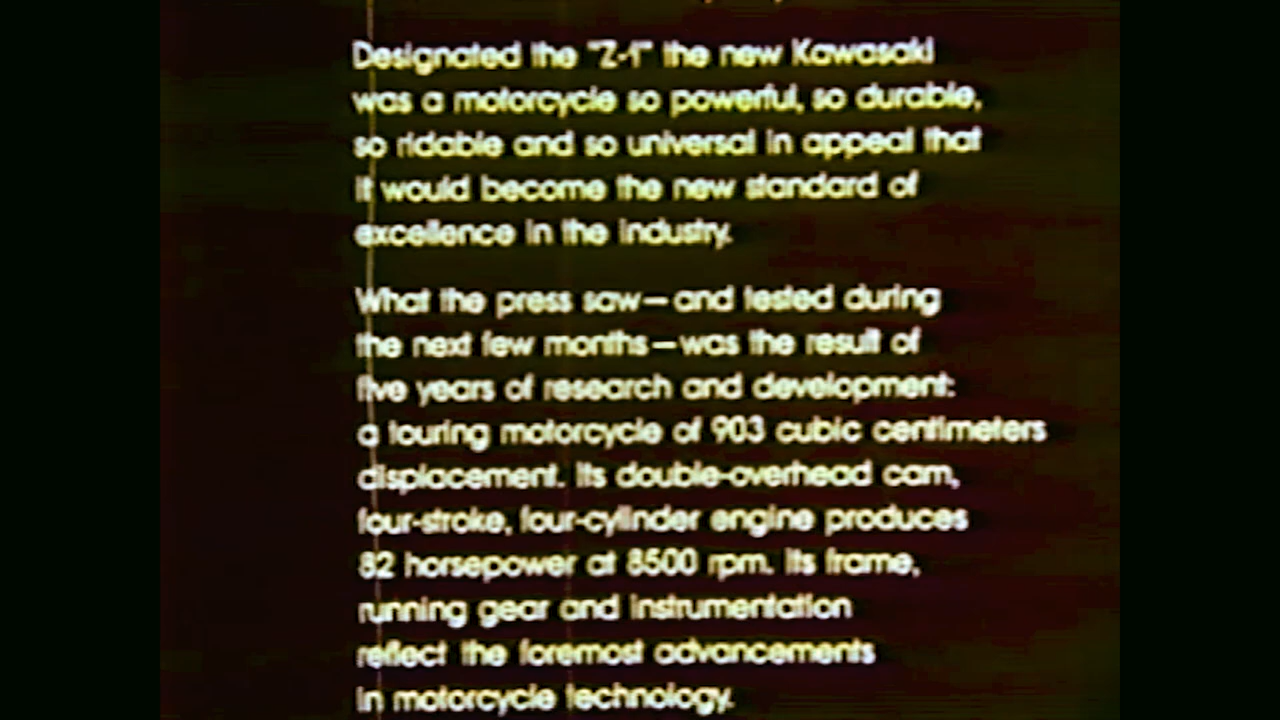 Designated the "Z-1" the new Kawasaki
was a motorcycle so powerful, so durable,
so ridable and so universal in appeal that
it would become the new standard of
excellence in the industry.
What the press saw—and tested during
the next few months—was the result of
five years of research and development:
a touring motorcycle of 903 cubic centimeters
displacement. Its double-overhead cam,
four-stroke, four-cylinder engine produces
82 horsepower at 8500 rpm. Its frame,
running gear and instrumentation
reflect the foremost advancements
in motorcycle technology.